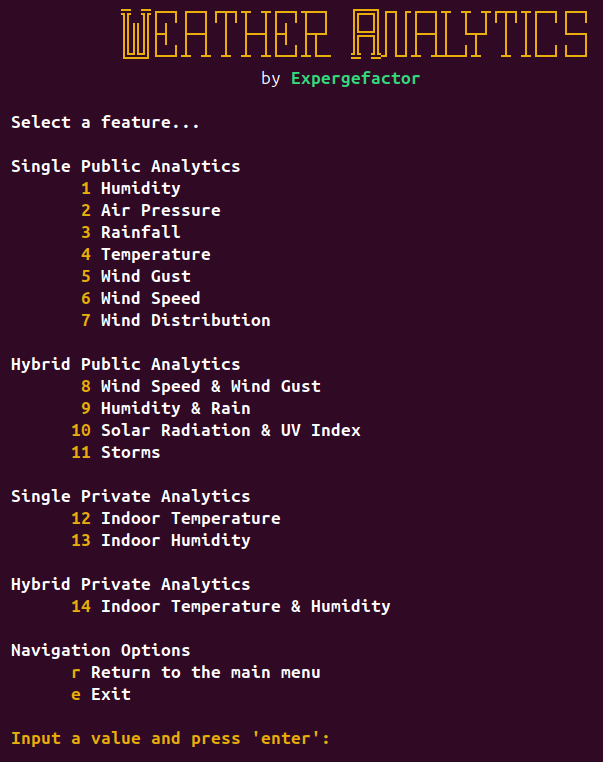 WEATHER ANALYTICS
by Expergefactor
Select a feature...
Single Public Analytics
1 Humidity
2 Air Pressure
3 Rainfall
4 Temperature
5 Wind Gust
6 Wind Speed
7 Wind Distribution
Hybrid Public Analytics
8 Wind Speed & Wind Gust
9 Humidity & Rain
10 Solar Radiation & UV Index
11 Storms
Single Private Analytics
12 Indoor Temperature
13 Indoor Humidity
Hybrid Private Analytics
14 Indoor Temperature & Humidity
Navigation Options
r Return to the main menu
e Exit
Input a value and press 'enter':